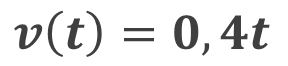 v(t) = 0,4t